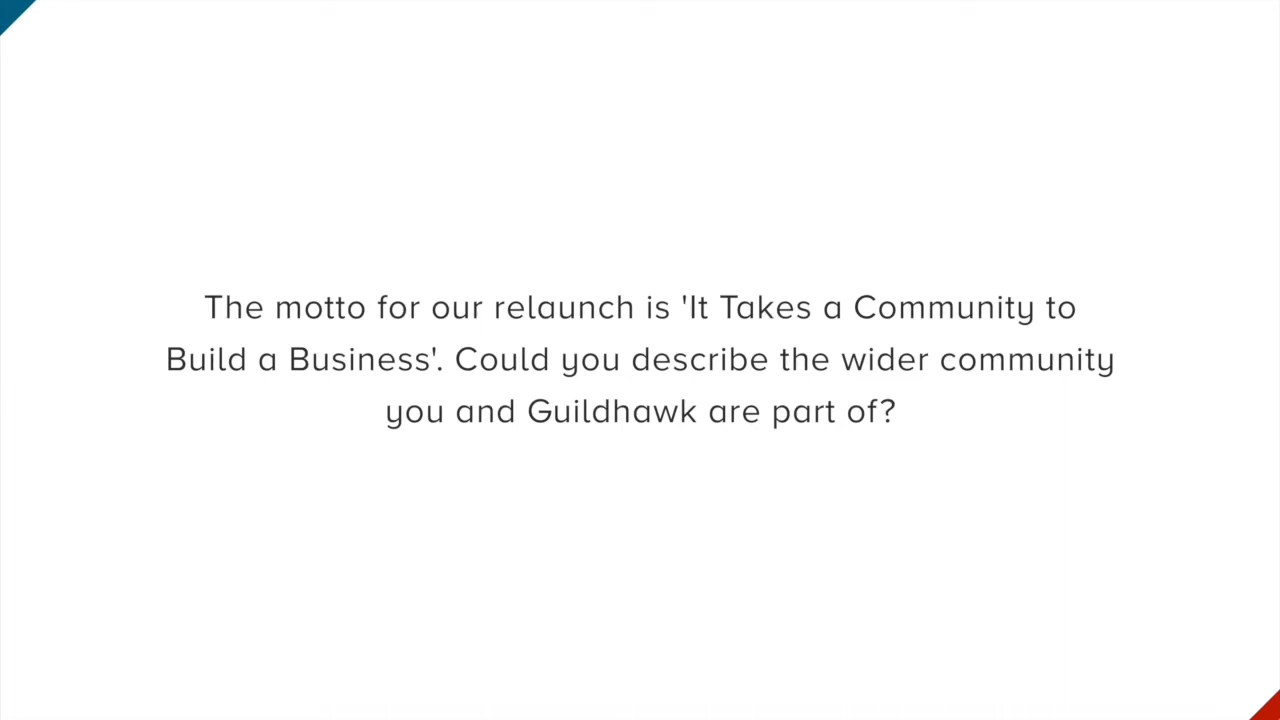 The motto for our relaunch is 'It Takes a Community to
Build a Business'. Could you describe the wider community
you and Guildhawk are part of?